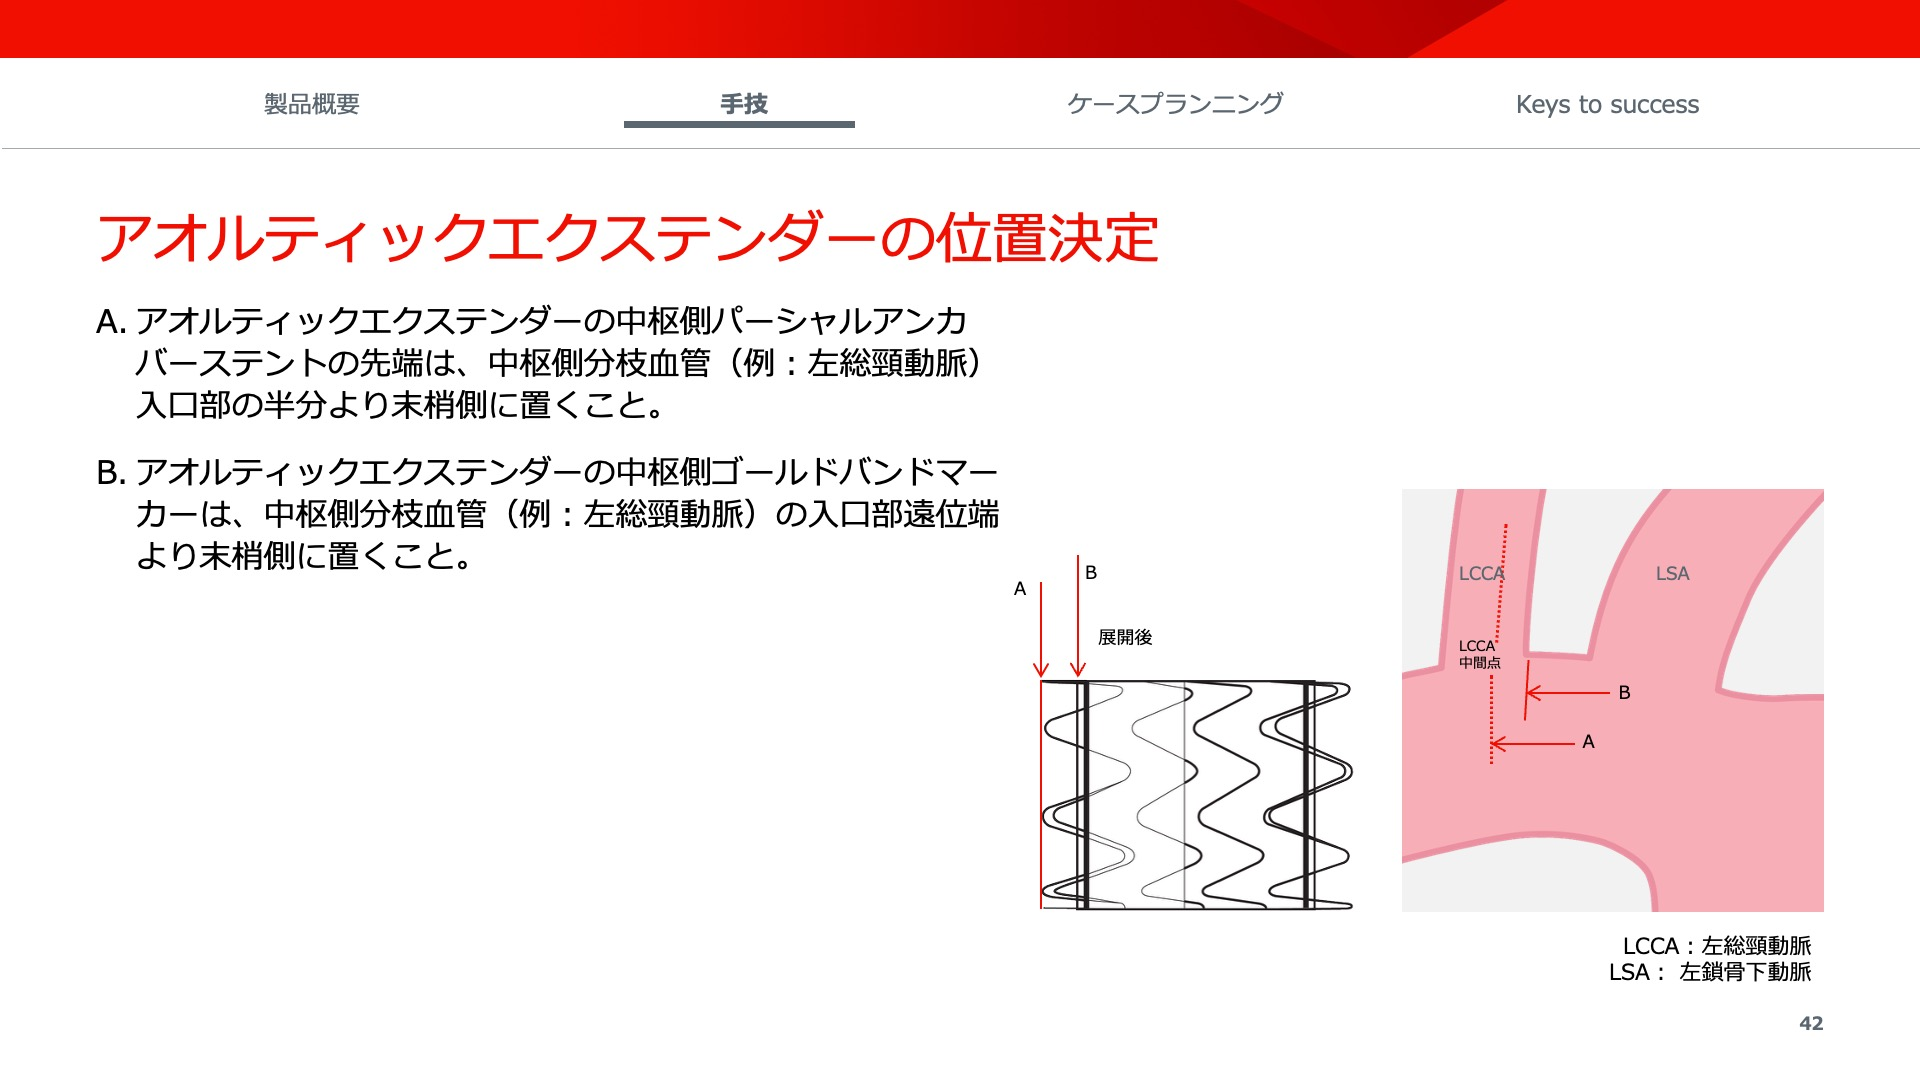 製品概要
手技
ケースプランニング
Keys to success
アオルティックエクステンダーの位置決定
A. アオルティックエクステンダーの中枢側パーシャルアンカ
バーステントの先端は、中枢側分枝血管（例：左総頸動脈）
入口部の半分より末梢側に置くこと。
B. アオルティックエクステンダーの中枢側ゴールドバンドマー
カーは、中枢側分枝血管（例：左総頸動脈）の入口部遠位端
より末梢側に置くこと。
A
B
展開後
LCCA
LSA
LCCA
中間点
B
A
LCCA：左総頸動脈
LSA： 左鎖骨下動脈
42